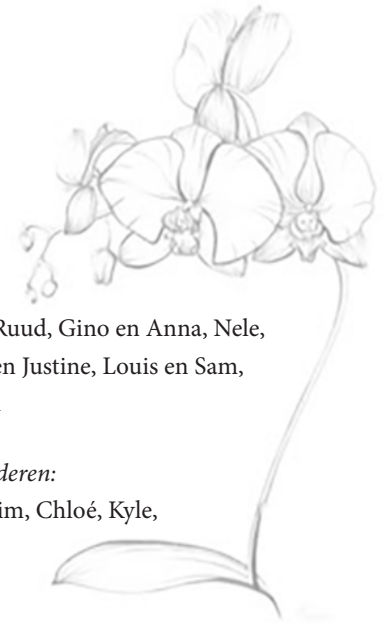 Ruud, Gino en Anna, Nele,
en Justine, Louis en Sam,
deren:
im, Chloé, Kyle,